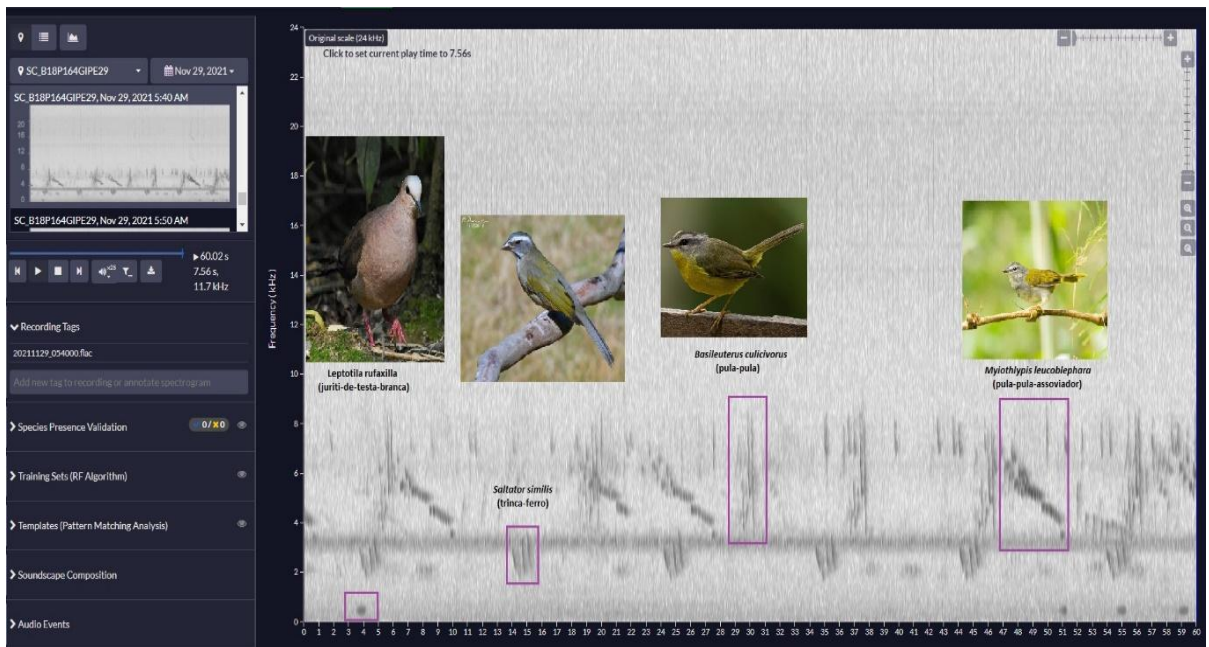 SC_B18P164GIPE29
Nov 29, 2021
SC_B18P164GIPE29, Nov 29, 2021 5:40 AM
20
16
12
8
4
0
SC_B18P164GIPE29, Nov 29, 2021 5:50 AM
60.02 s
7.56 s,
11.7 kHz
Recording Tags
20211129_054000.flac
Add new tag to recording or annotate spectrogram
Species Presence Validation
0/x0
Training Sets (RF Algorithm)
Templates (Pattern Matching Analysis)
Soundscape Composition
Audio Events
Original scale (24 kHz)
Click to set current play time to 7.56s
Frequency (kHz)
24
22
20
18
16
14
12
10
8
6
4
2
0
Leptotila rufaxilla
(juriti-de-testa-branca)
Saltator similis
(trinca-ferro)
Basileuterus culicivorus
(pula-pula)
Myiothlypis leucoblephara
(pula-pula-assoviador)
0 1 2 3 4 5 6 7 8 9 10 11 12 13 14 15 16 17 18 19 20 21 22 23 24 25 26 27 28 29 30 31 32 33 34 35 36 37 38 39 40 41 42 43 44 45 46 47 48 49 50 51 52 53 54 55 56 57 58 59 60